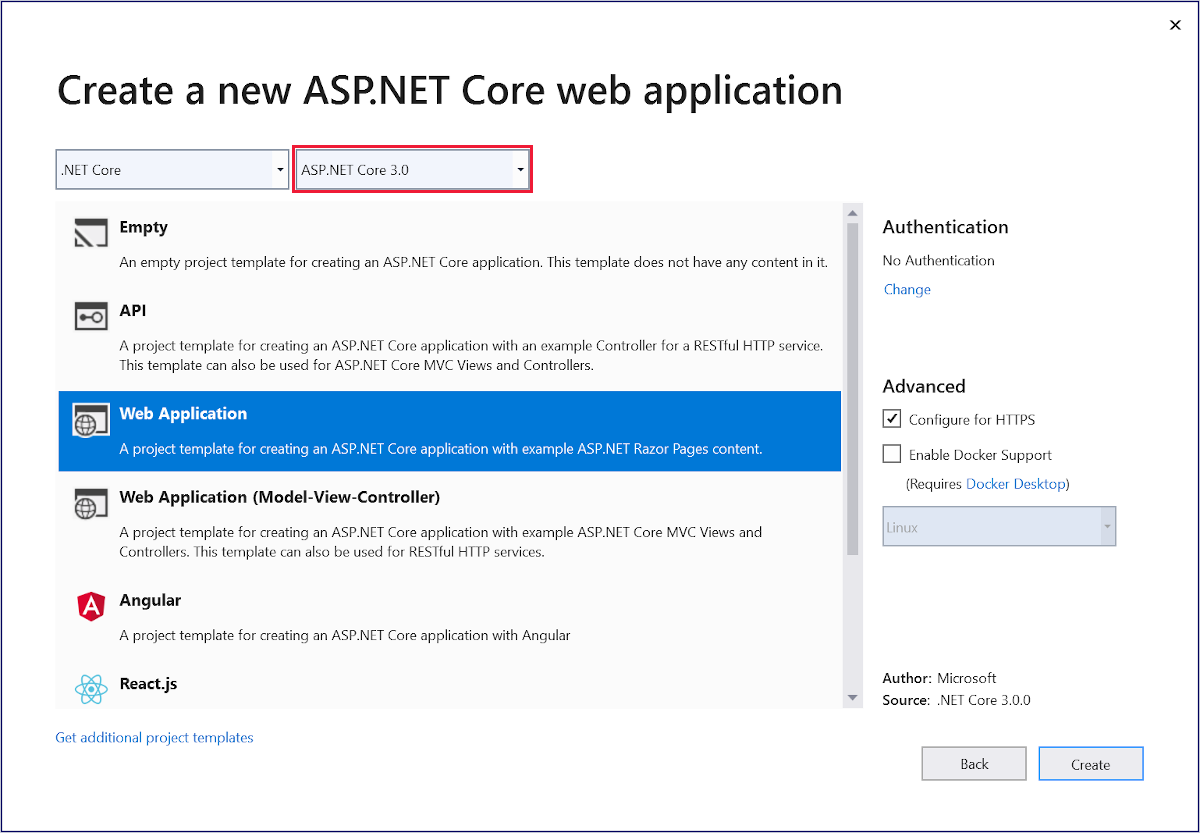 Create a new ASP.NET Core web application
.NET Core
ASP.NET Core 3.0
Empty
An empty project template for creating an ASP.NET Core application. This template does not have any content in it.
API
A project template for creating an ASP.NET Core application with an example Controller for a RESTful HTTP service.
This template can also be used for ASP.NET Core MVC Views and Controllers.
Web Application
A project template for creating an ASP.NET Core application with example ASP.NET Razor Pages content.
Web Application (Model-View-Controller)
A project template for creating an ASP.NET Core application with example ASP.NET Core MVC Views and
Controllers. This template can also be used for RESTful HTTP services.
Angular
A project template for creating an ASP.NET Core application with Angular
React.js
Get additional project templates
Authentication
No Authentication
Change
Advanced
Configure for HTTPS
Enable Docker Support
(Requires Docker Desktop)
Linux
Author: Microsoft
Source: .NET Core 3.0.0
Back
Create